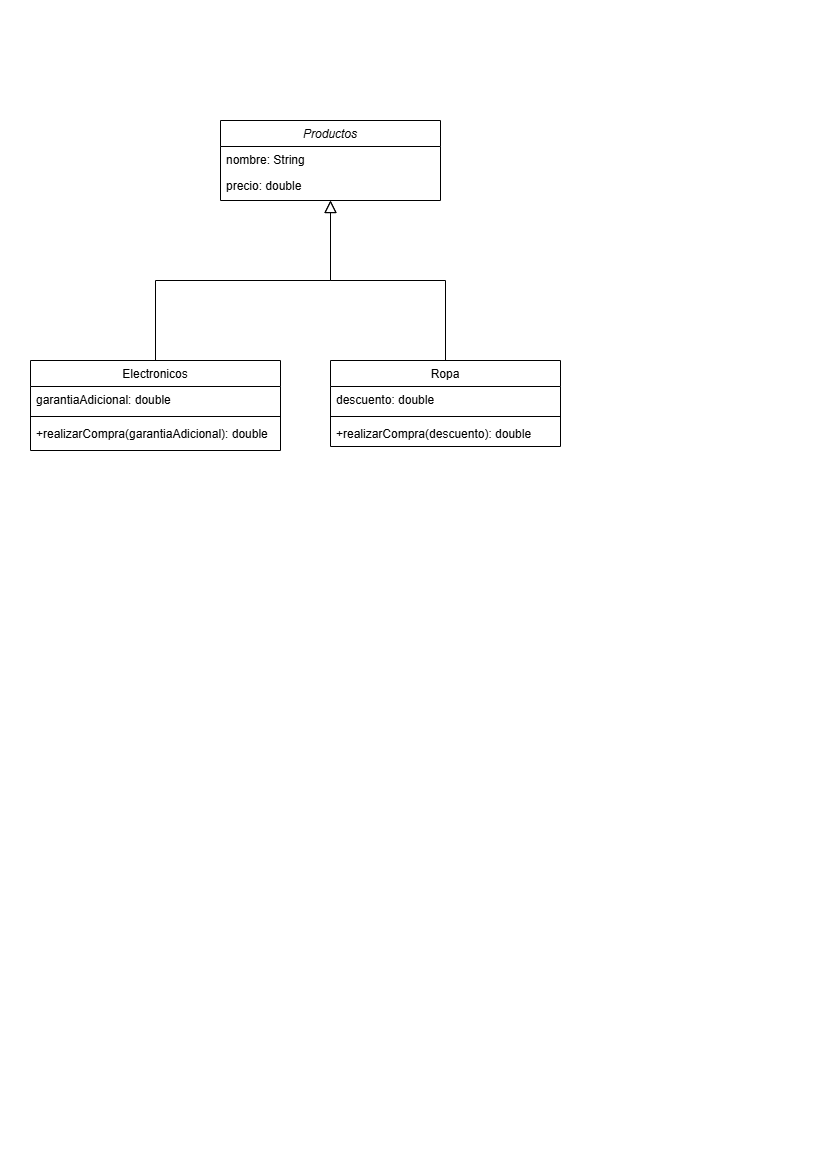 Productos
nombre: String
precio: double
Electronicos
garantiaAdicional: double
+realizarCompra(garantiaAdicional): double
Ropa
descuento: double
+realizarCompra(descuento): double